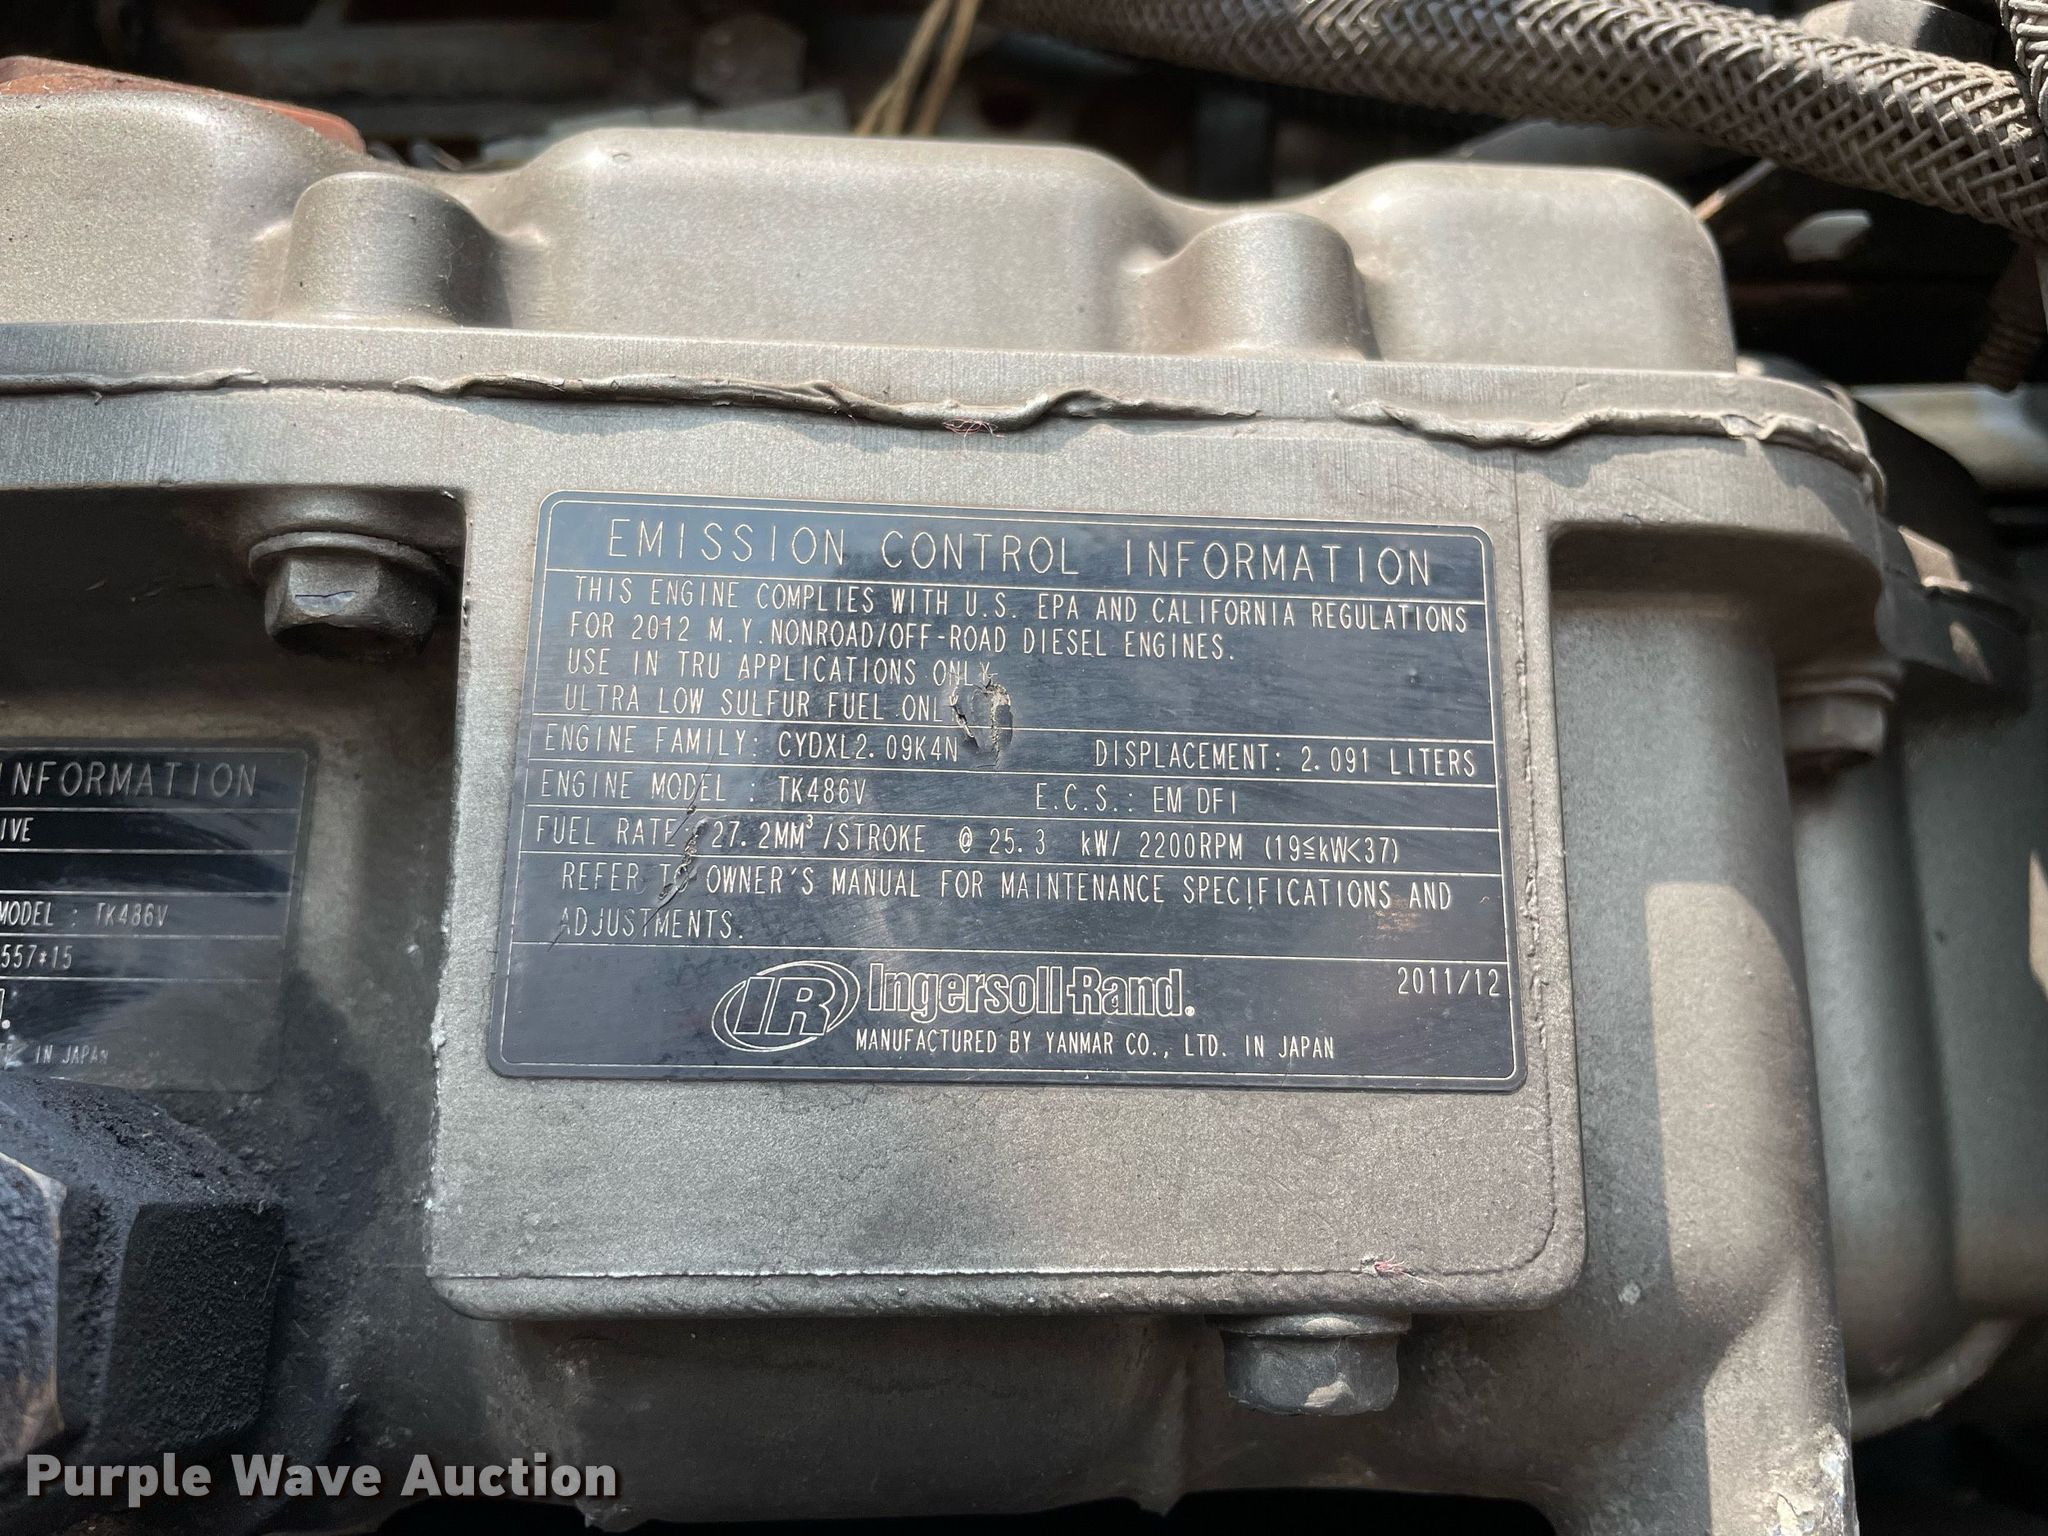 EMISSION CONTROL INFORMATION
THIS ENGINE COMPLIES WITH U.S. EPA AND CALIFORNIA REGULATIONS
FOR 2012 M.Y. NONROAD/OFF-ROAD DIESEL ENGINES.
USE IN TRU APPLICATIONS ONLY.
ULTRA LOW SULFUR FUEL ONL
ENGINE FAMILY: CYDXL2.09K4N DISPLACEMENT: 2.091 LITERS
ENGINE MODEL : TK486V E.C.S.: EM DFI
FUEL RATE: 27.2MM³/STROKE @ 25.3 kW/ 2200RPM (19≦kW<37)
REFER TO OWNER'S MANUAL FOR MAINTENANCE SPECIFICATIONS AND
ADJUSTMENTS.
IR Ingersoll-Rand. 2011/12
MANUFACTURED BY YANMAR CO., LTD. IN JAPAN
NFORMATION
IVE
MODEL : TK486V
557*15
IN JAPAN
Purple Wave Auction